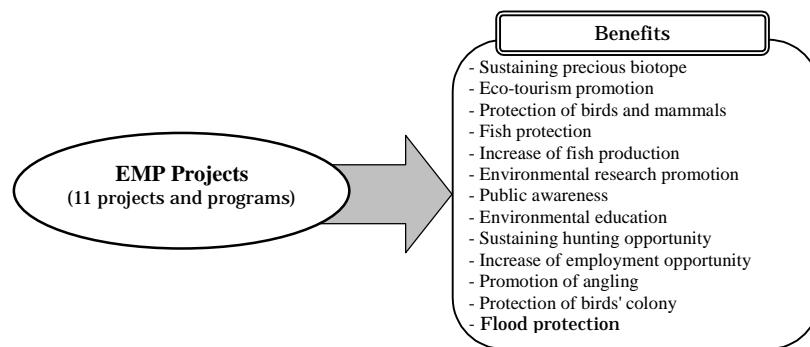 EMP Projects
(11 projects and programs)
Benefits
- Sustaining precious biotope
- Eco-tourism promotion
- Protection of birds and mammals
- Fish protection
- Increase of fish production
- Environmental research promotion
- Public awareness
- Environmental education
- Sustaining hunting opportunity
- Increase of employment opportunity
- Promotion of angling
- Protection of birds' colony
- Flood protection